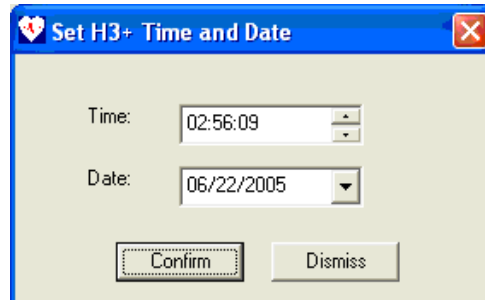 Set H3+ Time and Date
Time: 02:56:09
Date: 06/22/2005
Confirm Dismiss